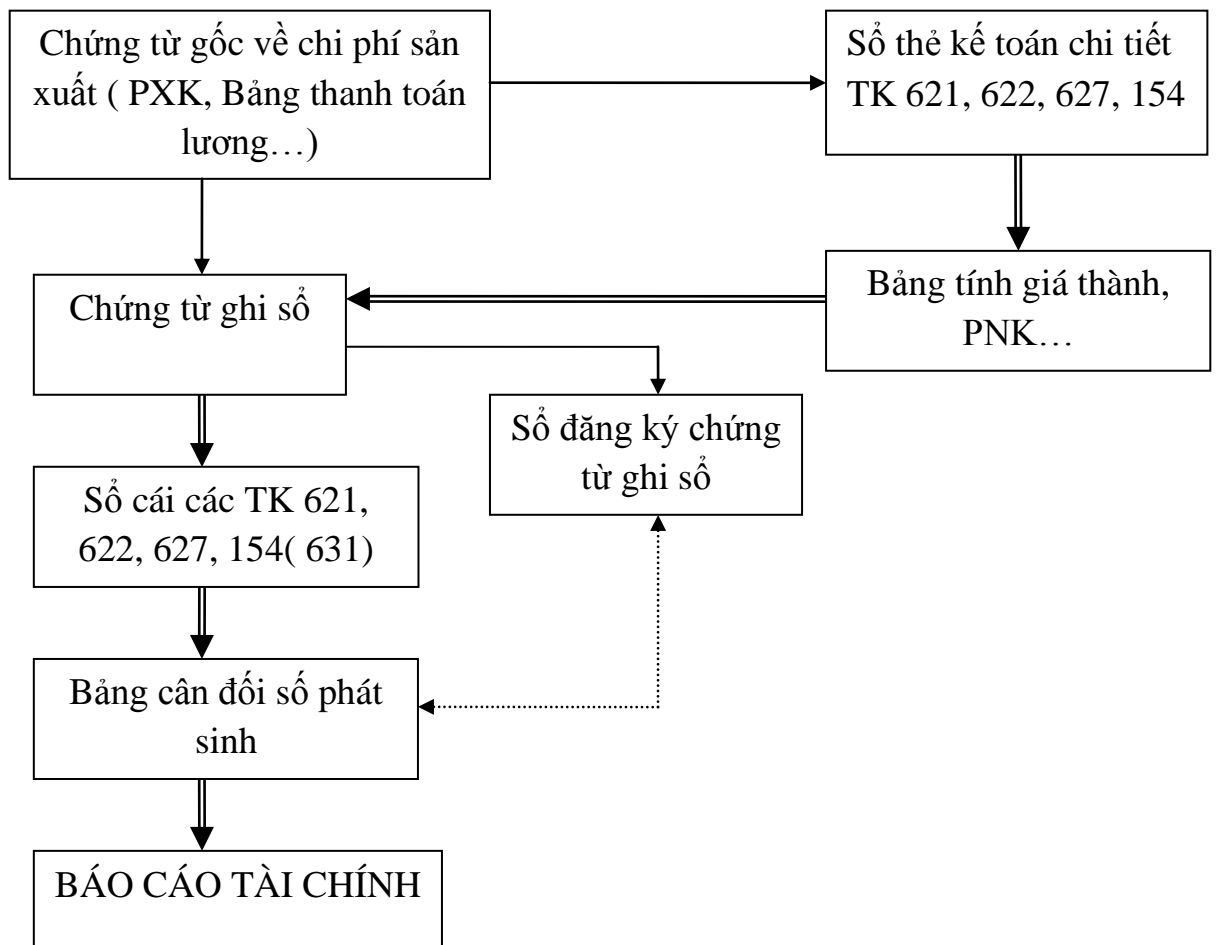 Chứng từ gốc về chi phí sản
xuất ( PXK, Bảng thanh toán
lương…)
Sổ thẻ kế toán chi tiết
TK 621, 622, 627, 154
Chứng từ ghi sổ
Bảng tính giá thành,
PNK…
Sổ đăng ký chứng
từ ghi sổ
Sổ cái các TK 621,
622, 627, 154( 631)
Bảng cân đối số phát
sinh
BÁO CÁO TÀI CHÍNH